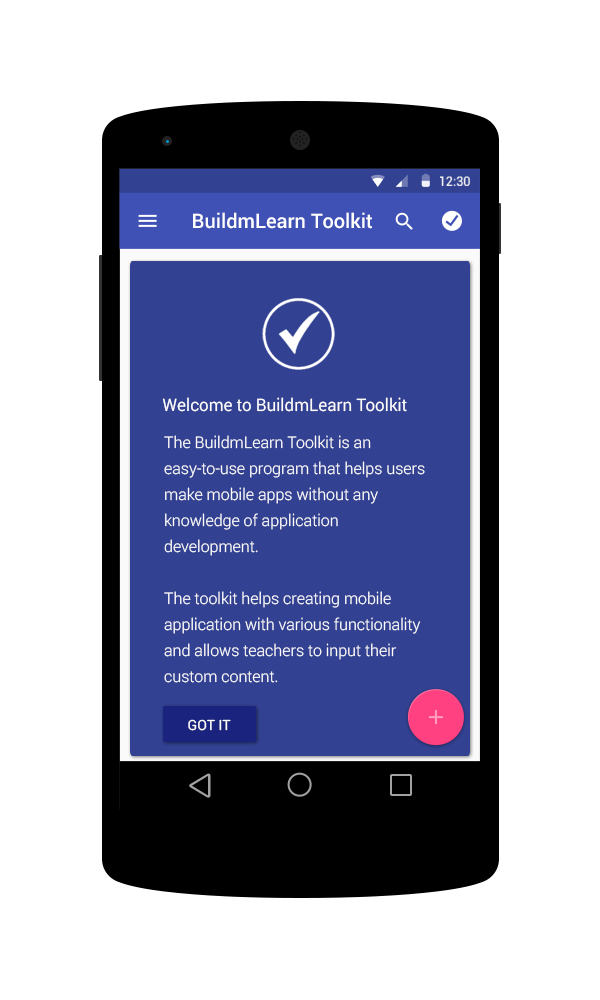 12:30
BuildmLearn Toolkit
Welcome to BuildmLearn Toolkit
The BuildmLearn Toolkit is an
easy-to-use program that helps users
make mobile apps without any
knowledge of application
development.
The toolkit helps creating mobile
application with various functionality
and allows teachers to input their
custom content.
GOT IT